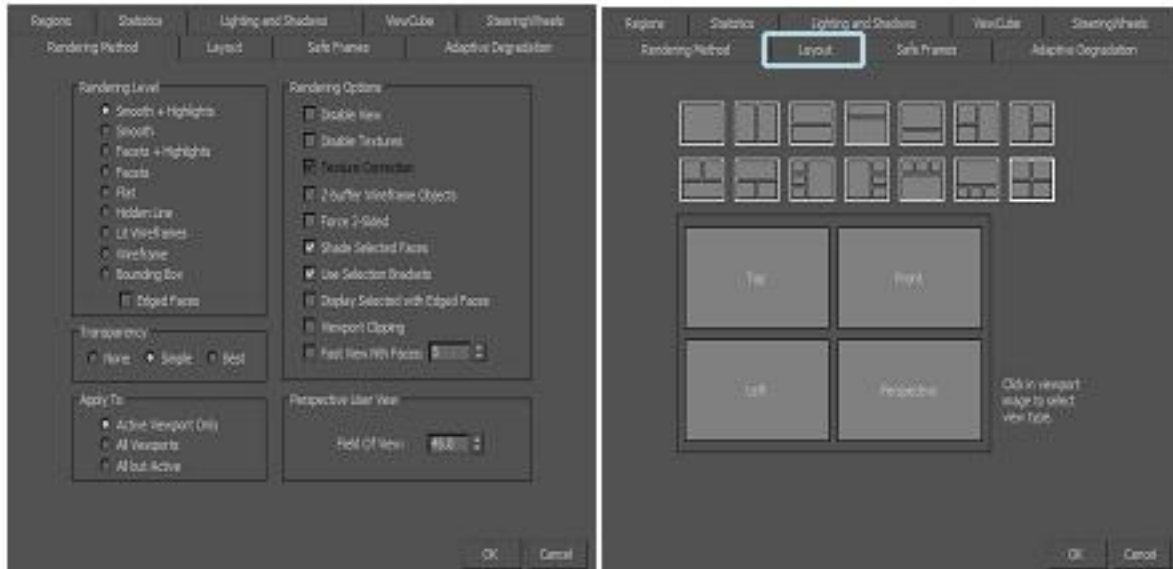 Regions Statistics Lighting and Shadows ViewCube SteeringWheels
Rendering Method Layout Safe Frames Adaptive Degradation
Rendering Level
Smooth + Highlights
Smooth
Facets + Highlights
Facets
Flat
Hidden Line
Lit Wireframes
Wireframe
Bounding Box
Edged Faces
Transparency
None Simple Best
Apply To
Active Viewport Only
All Viewports
All but Active
Rendering Options
Disable View
Disable Textures
Texture Correction
Z-buffer Wireframe Objects
Force 2-Sided
Shade Selected Faces
Use Selection Brackets
Display Selected with Edged Faces
Viewport Clipping
Fast View Nth Faces: 5
Perspective User View
Field Of View: 45.0
OK Cancel
Regions Statistics Lighting and Shadows ViewCube SteeringWheels
Rendering Method Layout Safe Frames Adaptive Degradation
Top Front
Left Perspective
Click in viewport
image to select
view type.
OK Cancel